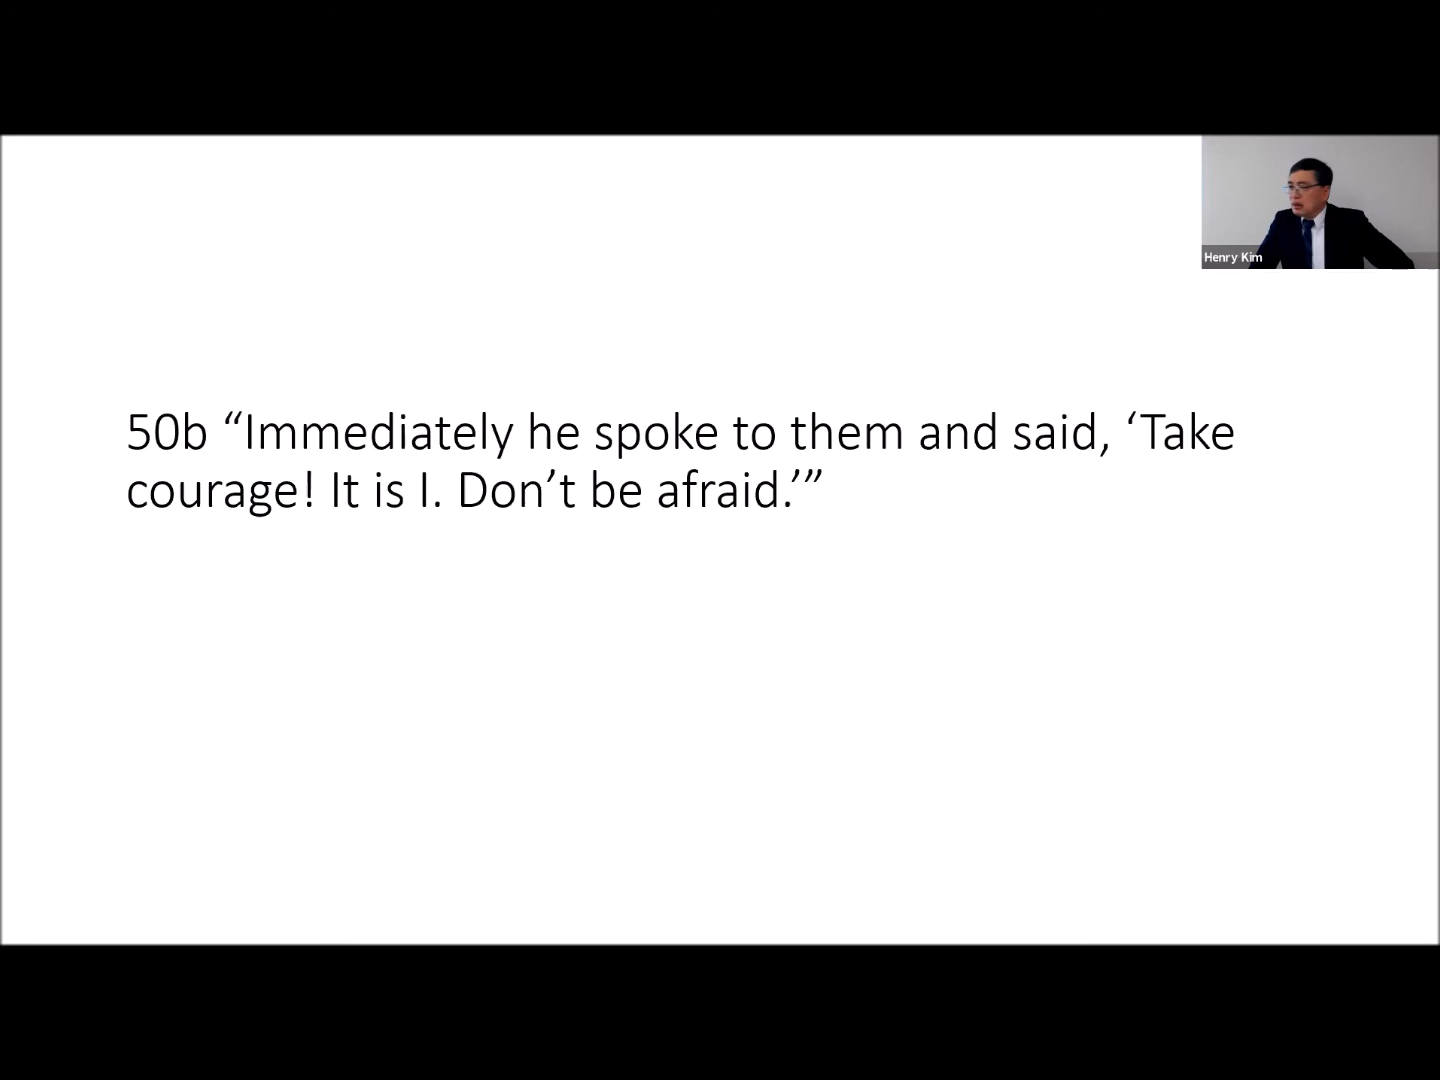 Henry Kim
50b “Immediately he spoke to them and said, ‘Take
courage! It is I. Don’t be afraid.’”